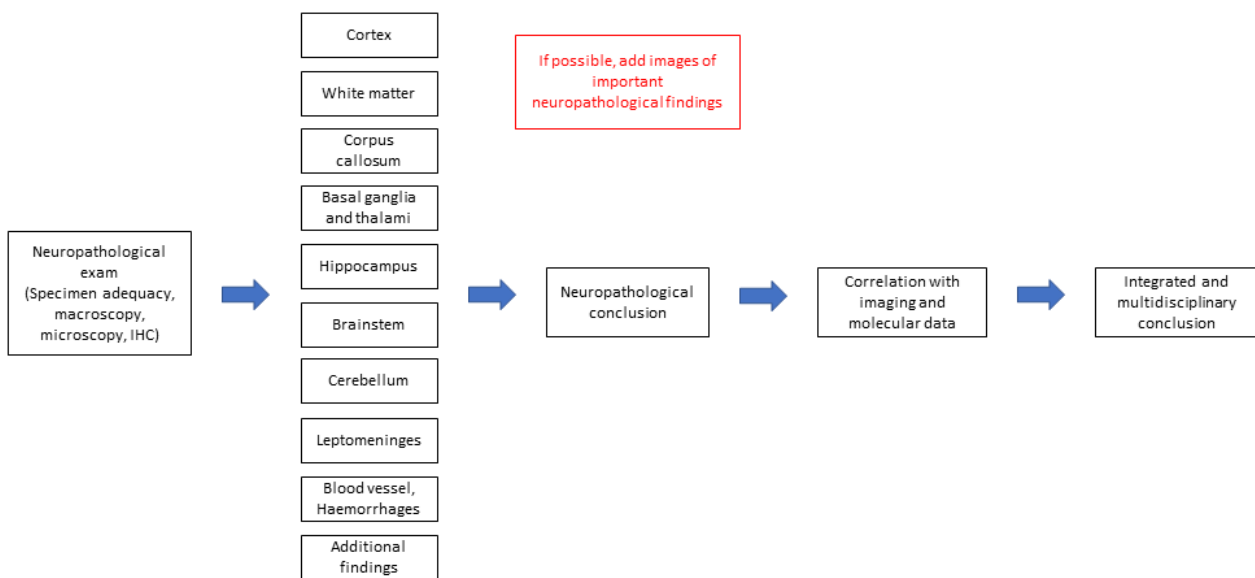 Neuropathological
exam
(Specimen adequacy,
macroscopy,
microscopy, IHC)
Cortex
White matter
Corpus
callosum
Basal ganglia
and thalami
Hippocampus
Brainstem
Cerebellum
Leptomeninges
Blood vessel,
Haemorrhages
Additional
findings
If possible, add images of
important
neuropathological findings
Neuropathological
conclusion
Correlation with
imaging and
molecular data
Integrated and
multidisciplinary
conclusion